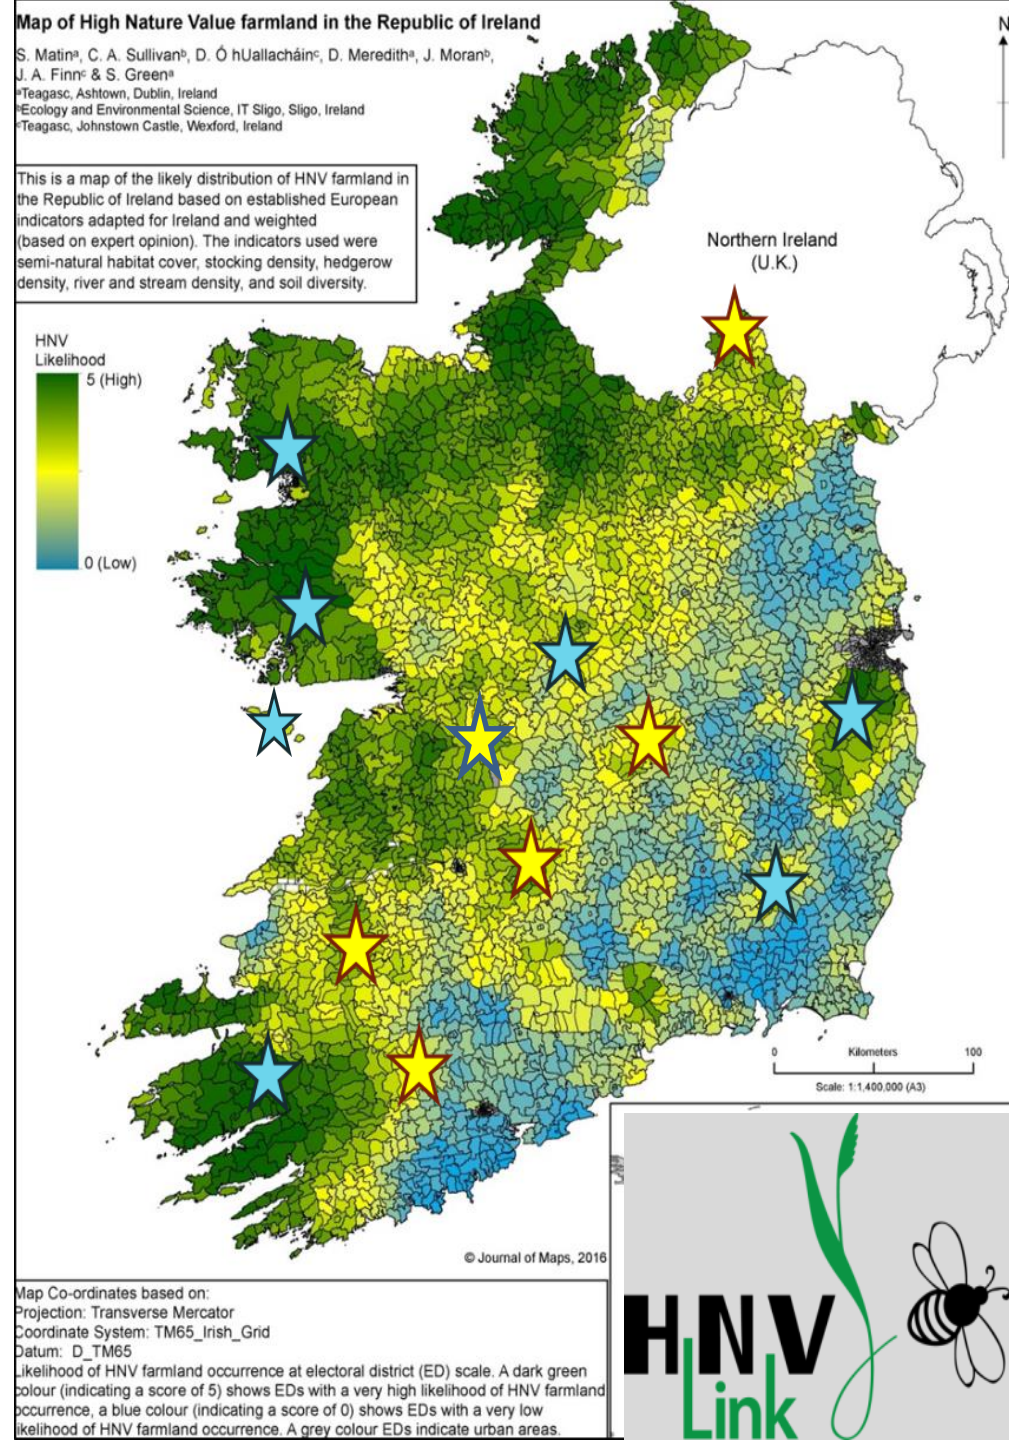 Map of High Nature Value farmland in the Republic of Ireland
N
S. Matinᵃ, C. A. Sullivanᵇ, D. Ó hUallacháinᶜ, D. Mereditha, J. Moranᵇ,
J. A. Finnᶜ & S. Greenᵃ
ᵃTeagasc, Ashtown, Dublin, Ireland
ᵇEcology and Environmental Science, IT Sligo, Sligo, Ireland
ᶜTeagasc, Johnstown Castle, Wexford, Ireland
This is a map of the likely distribution of HNV farmland in
the Republic of Ireland based on established European
indicators adapted for Ireland and weighted
(based on expert opinion). The indicators used were
semi-natural habitat cover, stocking density, hedgerow
density, river and stream density, and soil diversity.
Northern Ireland
(U.K.)
HNV
Likelihood
5 (High)
0 (Low)
0 Kilometers 100
Scale: 1:1,400,000 (A3)
© Journal of Maps, 2016
Map Co-ordinates based on:
Projection: Transverse Mercator
Coordinate System: TM65_Irish_Grid
Datum: D_TM65
Likelihood of HNV farmland occurrence at electoral district (ED) scale. A dark green
colour (indicating a score of 5) shows EDs with a very high likelihood of HNV farmland
occurrence, a blue colour (indicating a score of 0) shows EDs with a very low
likelihood of HNV farmland occurrence. A grey colour EDs indicate urban areas.
HNV
Link